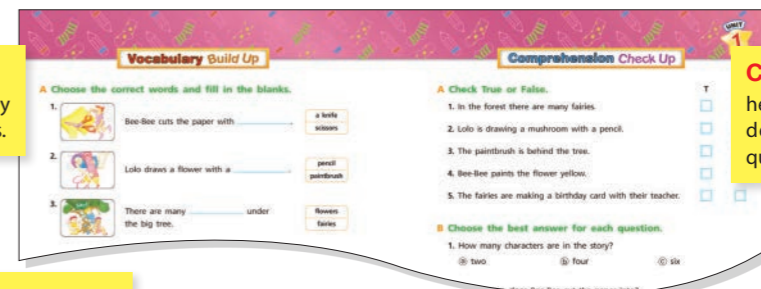 UNIT
1
Vocabulary Build Up
A Choose the correct words and fill in the blanks.
1.
Bee-Bee cuts the paper with ________.
a knife
scissors
2.
Lolo draws a flower with a ________.
pencil
paintbrush
3.
There are many ________ under
the big tree.
flowers
fairies
Comprehension Check Up
A Check True or False.
T
1. In the forest there are many fairies.
2. Lolo is drawing a mushroom with a pencil.
3. The paintbrush is behind the tree.
4. Bee-Bee paints the flower yellow.
5. The fairies are making a birthday card with their teacher.
B Choose the best answer for each question.
1. How many characters are in the story?
ⓐ two ⓑ four ⓒ six